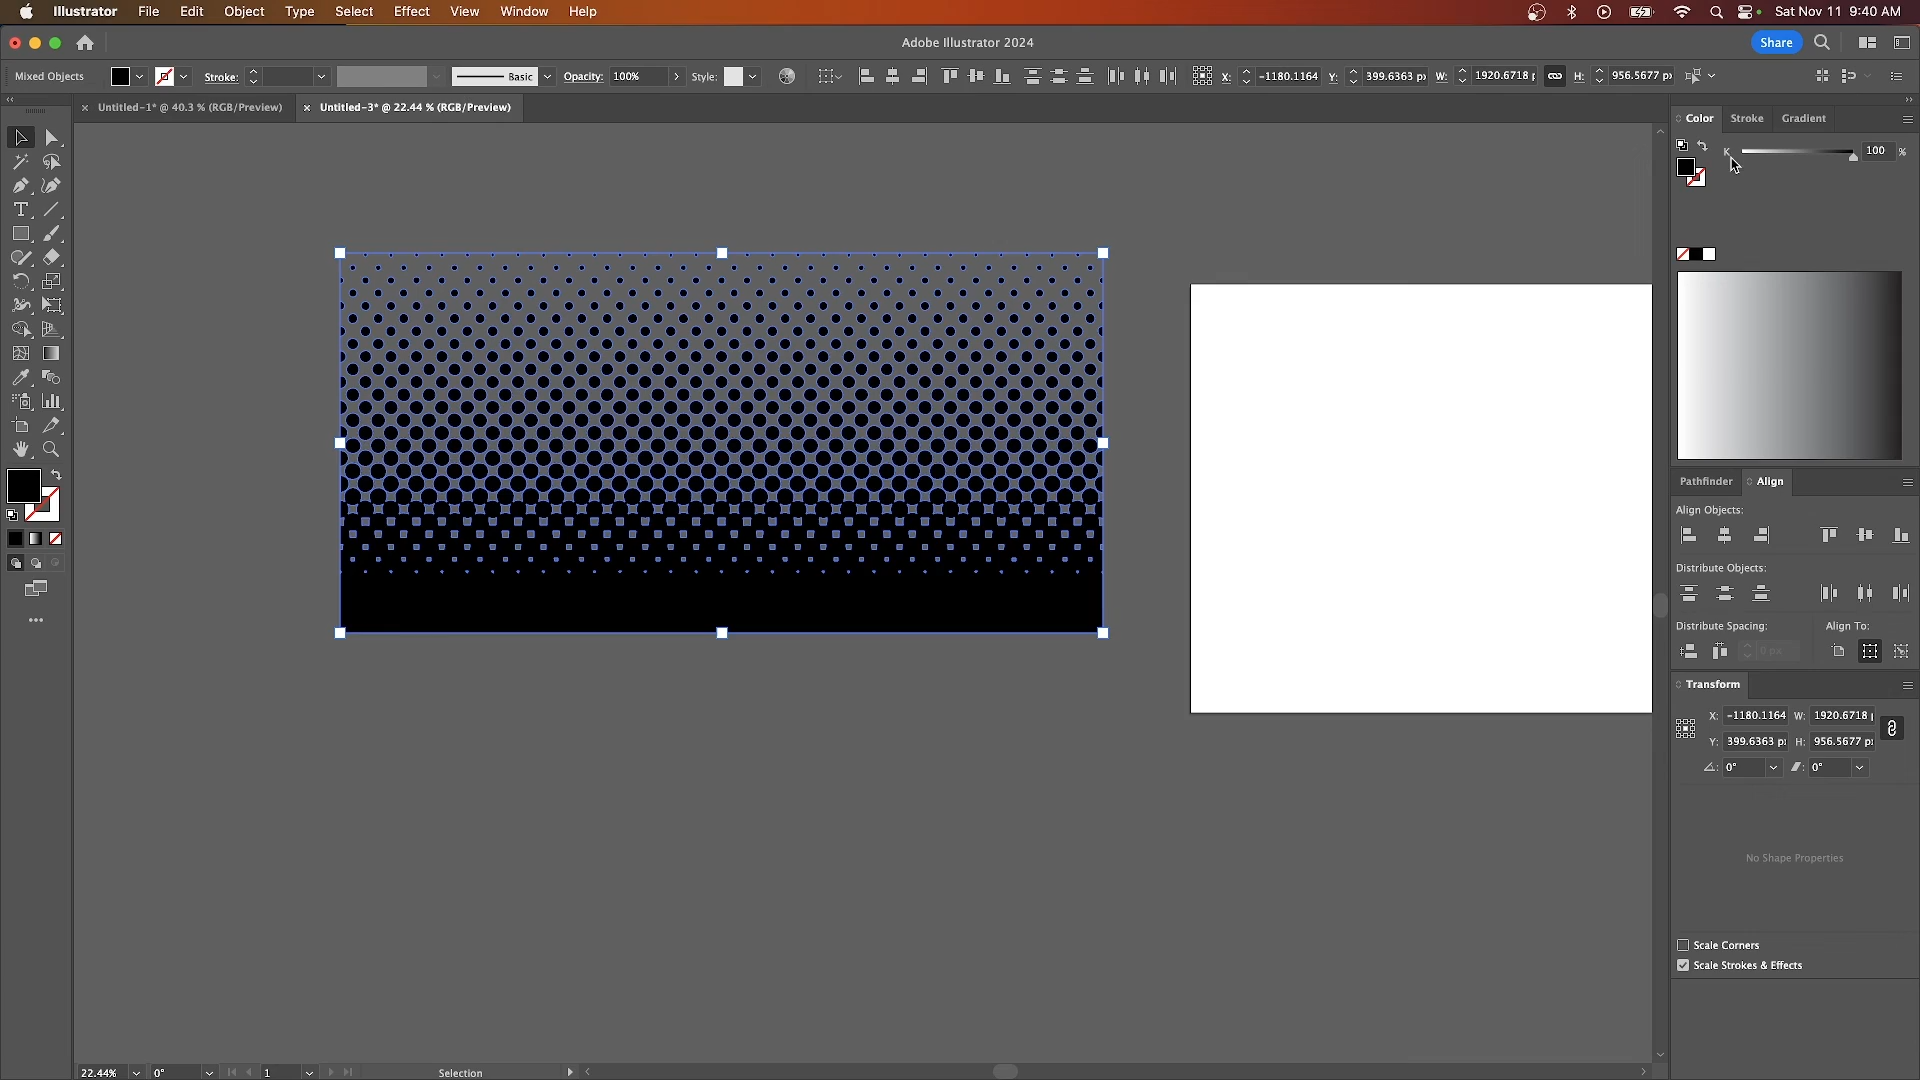 Illustrator File Edit Object Type Select Effect View Window Help Sat Nov 11 9:40 AM
Adobe Illustrator 2024 Share
Mixed Objects Stroke: Basic Opacity: 100% Style: X: -1180.1164 Y: 399.6363 p W: 1920.6718 H: 956.5677 p
Untitled-1* @ 40.3 % (RGB/Preview) Untitled-3* @ 22.44 % (RGB/Preview)
Color Stroke Gradient
K 100 %
Pathfinder Align
Align Objects:
Distribute Objects:
Distribute Spacing: Align To:
0 px
Transform
X: -1180.1164 W: 1920.6718
Y: 399.6363 p H: 956.5677 p
0° 0°
No Shape Properties
Scale Corners
Scale Strokes & Effects
22.44% 0° 1 Selection